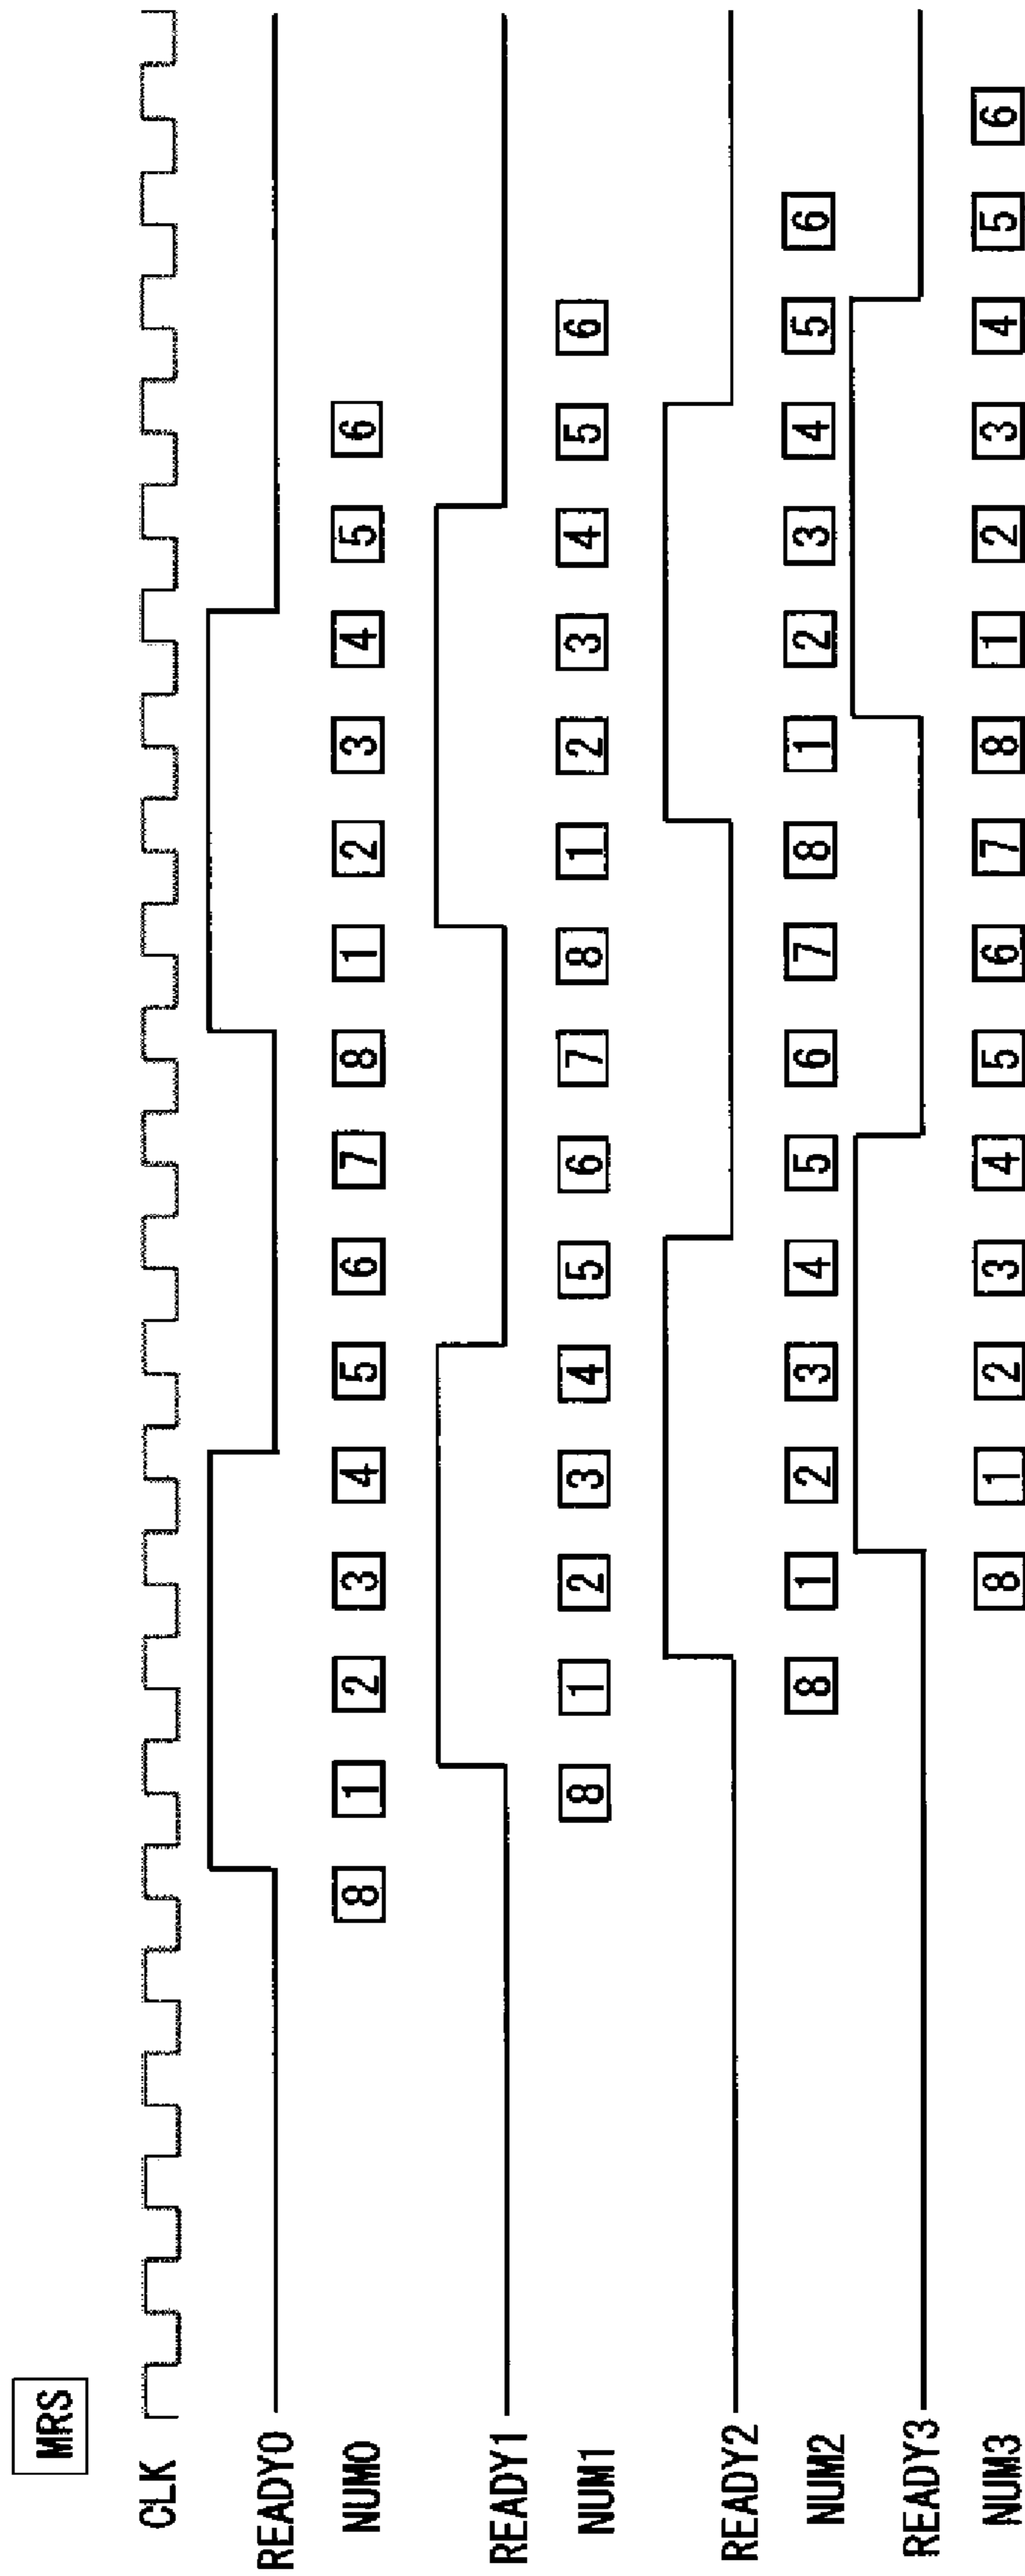 MRS
CLK
READY0
NUM0 8 1 2 3 4 5 6 7 8 1 2 3 4 5 6
READY1
NUM1 8 1 2 3 4 5 6 7 8 1 2 3 4 5 6
READY2
NUM2 8 1 2 3 4 5 6 7 8 1 2 3 4 5 6
READY3
NUM3 8 1 2 3 4 5 6 7 8 1 2 3 4 5 6